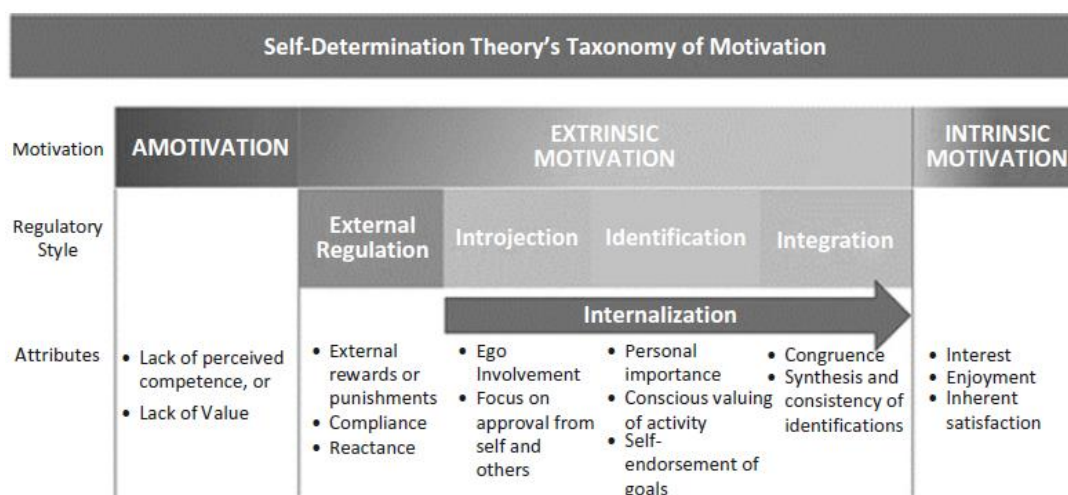 Self-Determination Theory's Taxonomy of Motivation
Motivation
AMOTIVATION
EXTRINSIC
MOTIVATION
INTRINSIC
MOTIVATION
Regulatory
Style
External
Regulation
Introjection
Identification
Integration
Internalization
Attributes
• Lack of perceived
competence, or
• Lack of Value
• External
rewards or
punishments
• Compliance
• Reactance
• Ego
Involvement
• Focus on
approval from
self and
others
• Personal
importance
• Conscious valuing
of activity
• Self-
endorsement of
goals
• Congruence
• Synthesis and
consistency of
identifications
• Interest
• Enjoyment
• Inherent
satisfaction